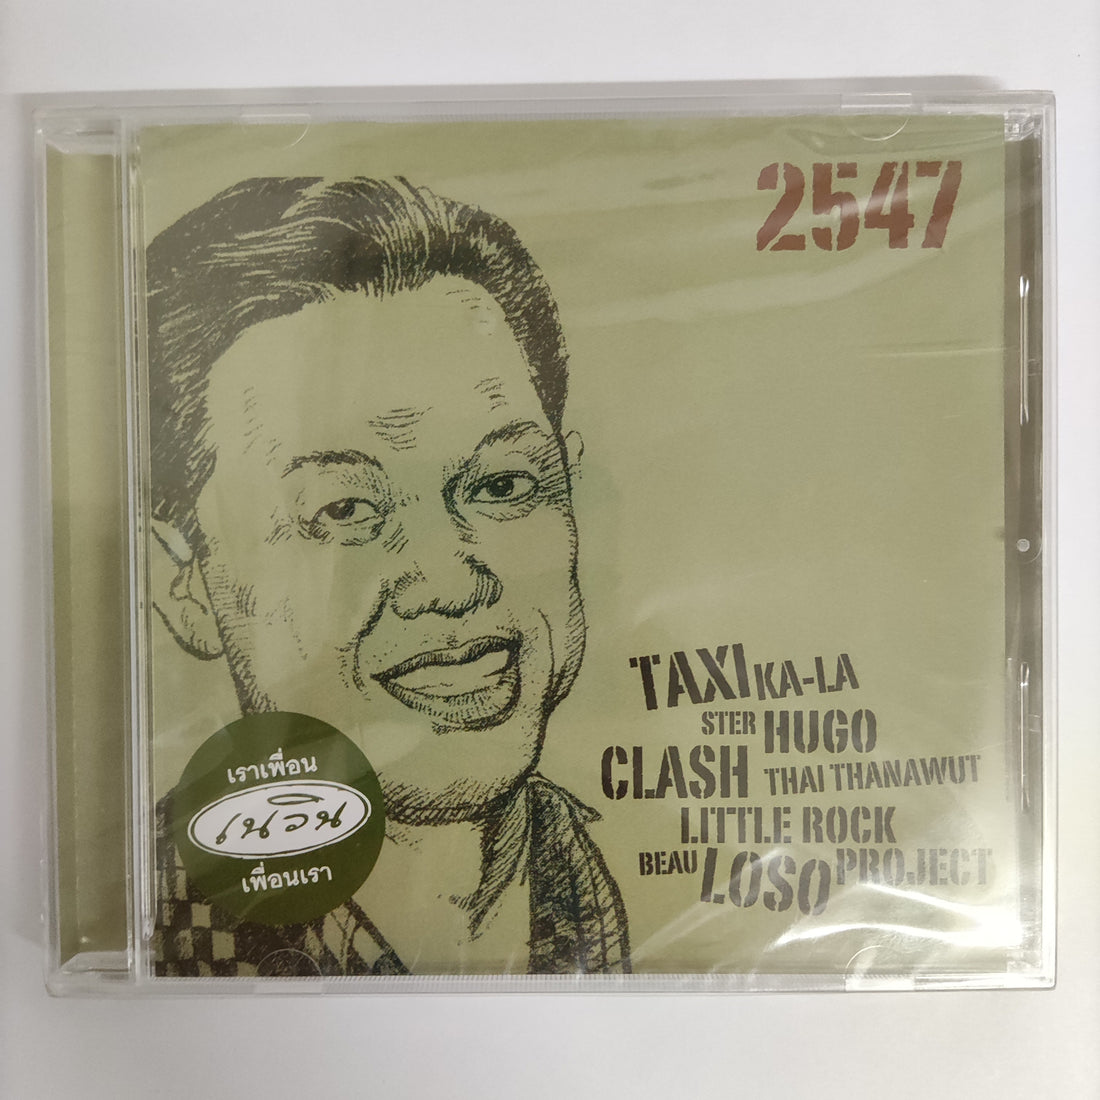 2547
TAXI KA-LA
STER HUGO
CLASH THAI THANAWUT
LITTLE ROCK
BEAU LOSO PROJECT
เราเพื่อน
เนวิน
เพื่อนเรา